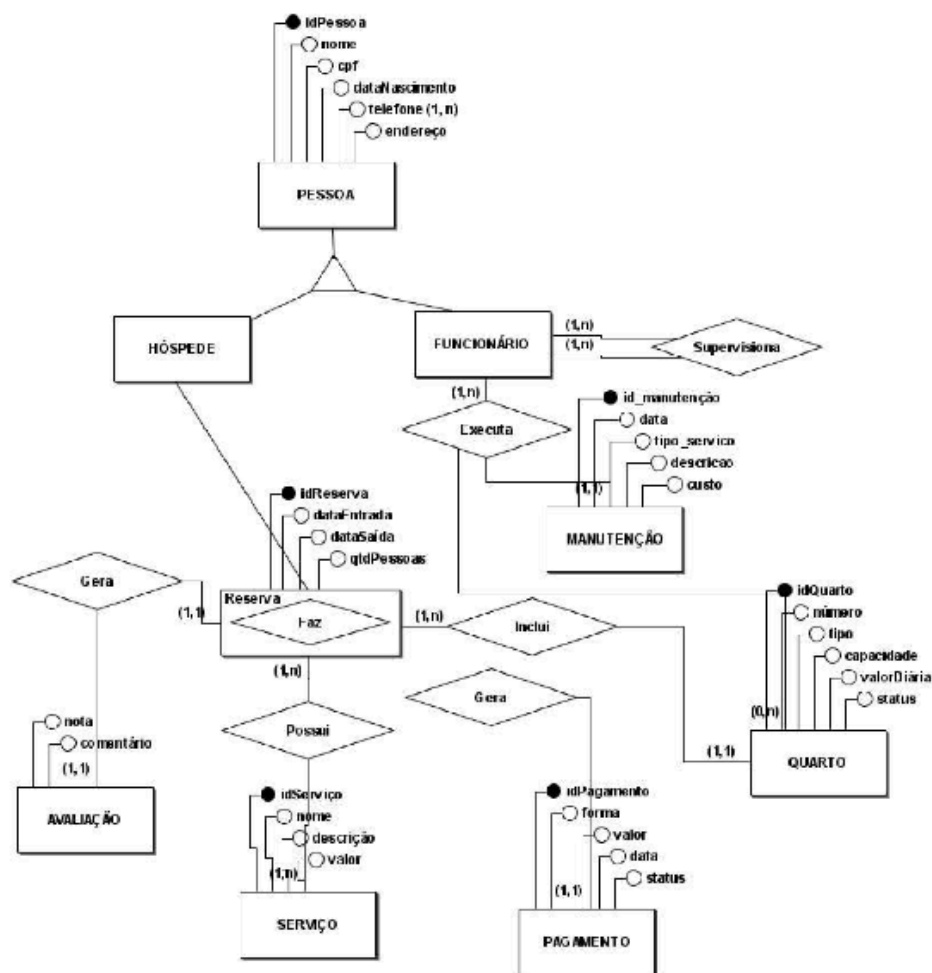 idPessoa
nome
cpf
dataNascimento
telefone (1, n)
endereço
PESSOA
HÓSPEDE
FUNCIONÁRIO
(1,n)
(1,n)
Supervisiona
(1,n)
Executa
id_manutenção
data
tipo_servico
descricao
custo
(1,1)
MANUTENÇÃO
idReserva
dataEntrada
dataSaída
qtdPessoas
Gera
(1,1)
Reserva
Faz
(1,n)
Inclui
(1,n)
idQuarto
número
tipo
capacidade
valorDiária
status
(0,n)
(1,1)
QUARTO
Gera
Possui
nota
comentário
(1,1)
AVALIAÇÃO
idServiço
nome
descrição
valor
(1,n)
SERVIÇO
idPagamento
forma
valor
data
status
(1,1)
PAGAMENTO